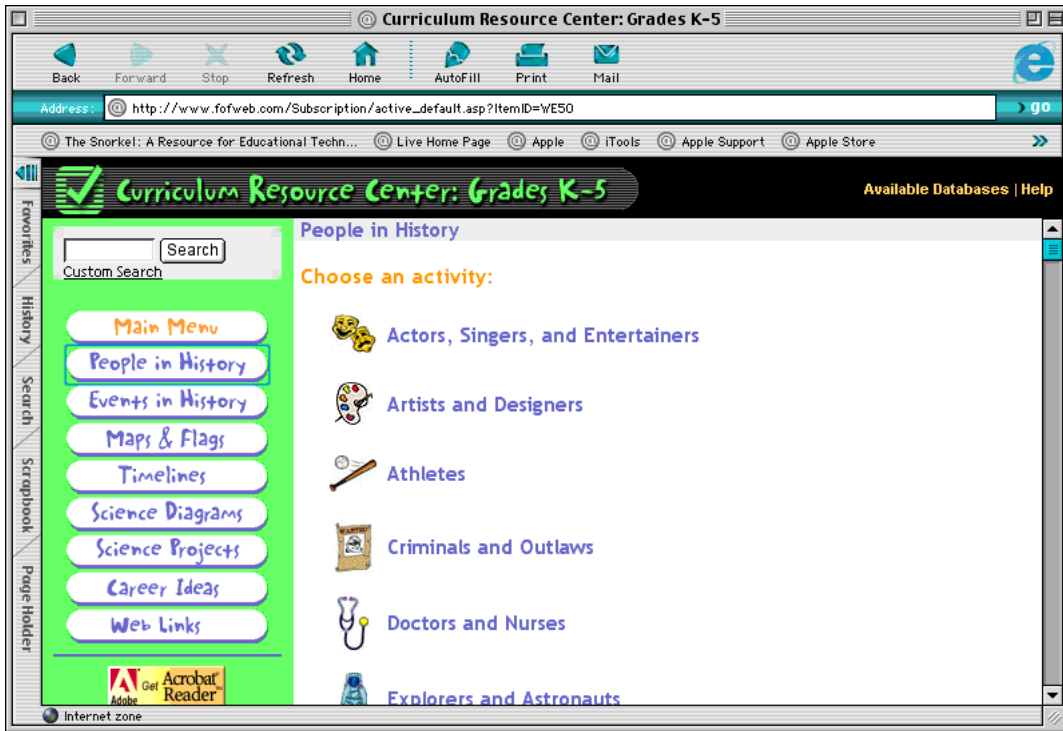 Curriculum Resource Center: Grades K-5
Back Forward Stop Refresh Home AutoFill Print Mail
Address: http://www.fofweb.com/Subscription/active_default.asp?ItemID=WE50 go
The Snorkel: A Resource for Educational Techn... Live Home Page Apple iTools Apple Support Apple Store
Favorites
History
Search
Scrapbook
Page Holder
Curriculum Resource Center: Grades K-5
Available Databases | Help
Search
Custom Search
Main Menu
People in History
Events in History
Maps & Flags
Timelines
Science Diagrams
Science Projects
Career Ideas
Web Links
Adobe Get Acrobat Reader
People in History
Choose an activity:
Actors, Singers, and Entertainers
Artists and Designers
Athletes
WANTED
Criminals and Outlaws
Doctors and Nurses
Explorers and Astronauts
Internet zone